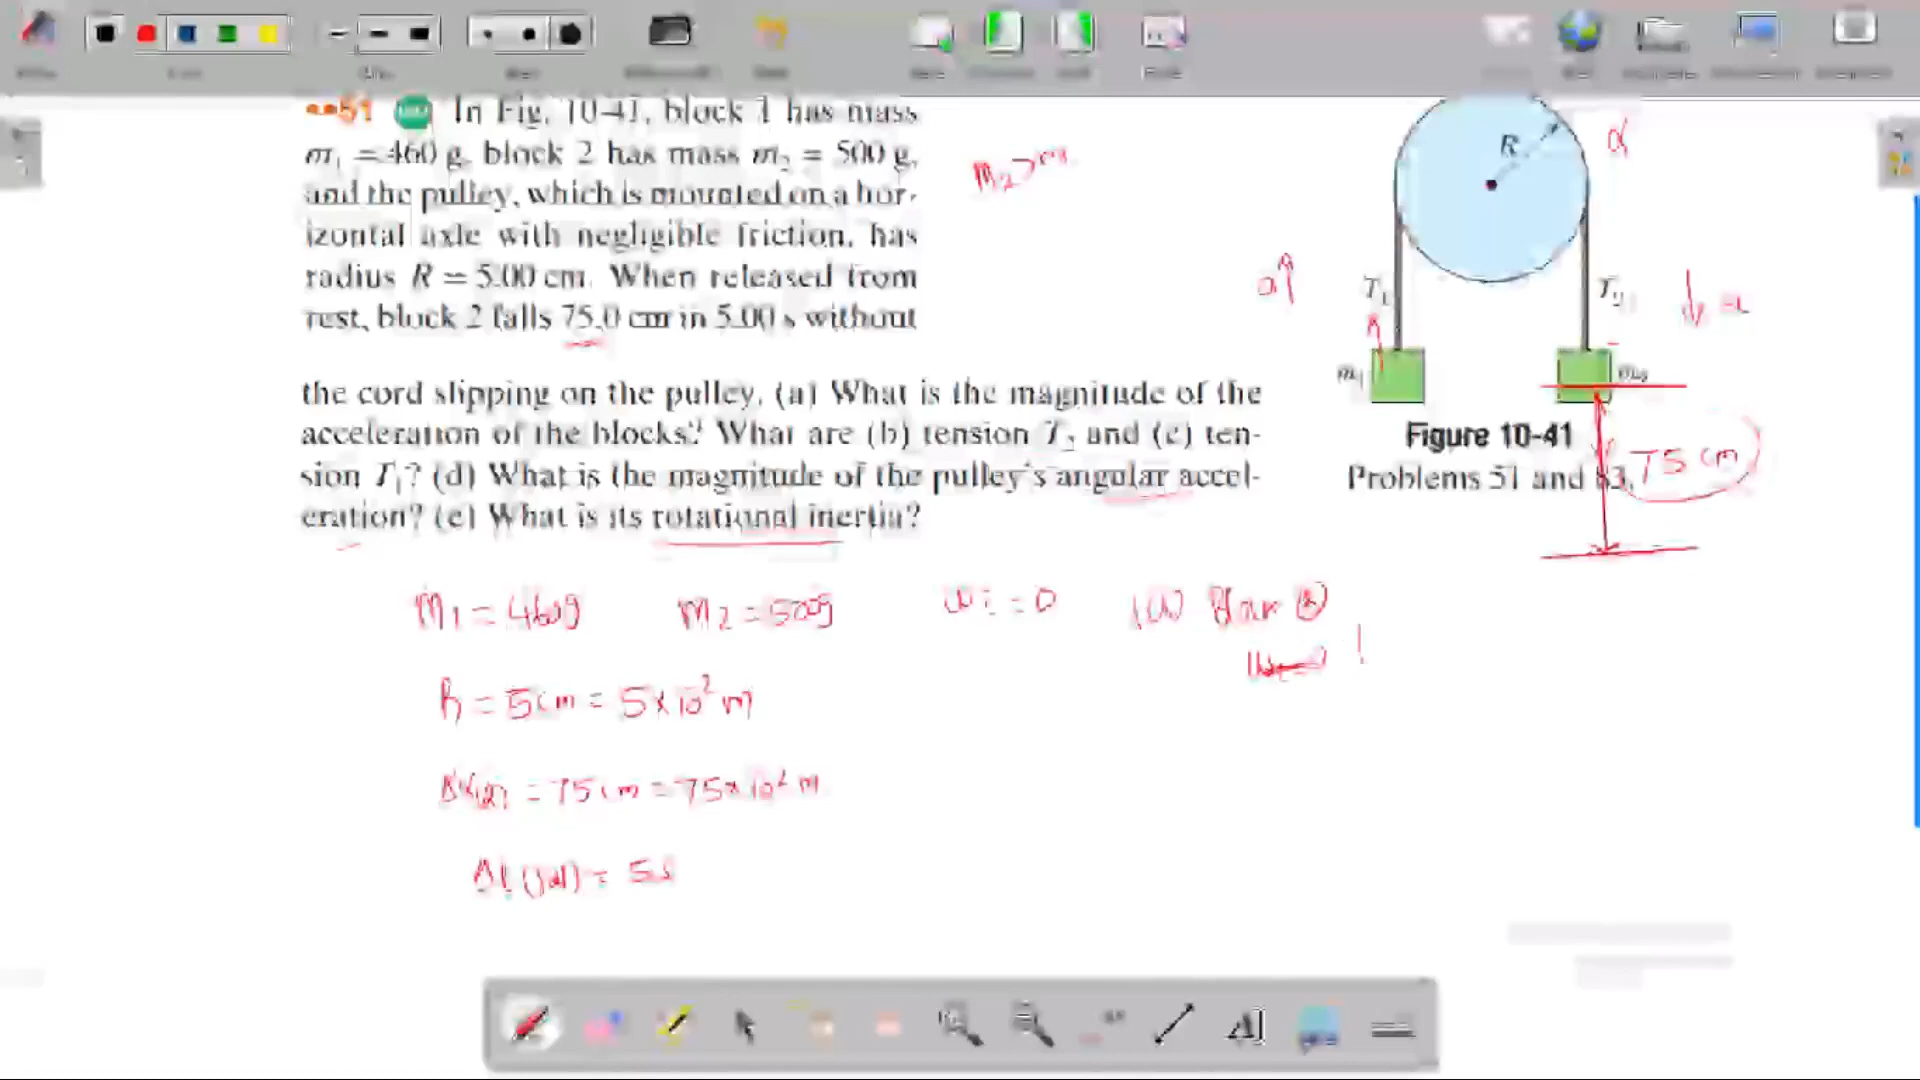 ••51 In Fig. 10-41, block 1 has mass
m₁ = 460 g, block 2 has mass m₂ = 500 g,
and the pulley, which is mounted on a hor-
izontal axle with negligible friction, has
radius R = 5.00 cm. When released from
rest, block 2 falls 75.0 cm in 5.00 s without
the cord slipping on the pulley. (a) What is the magnitude of the
acceleration of the blocks? What are (b) tension T₂ and (c) ten-
sion T₁? (d) What is the magnitude of the pulley's angular accel-
eration? (e) What is its rotational inertia?
m₂ >
R
α
a
T₁
T₂
a
m₁
m₂
Figure 10-41
Problems 51 and 83.
75 cm
m1 = 460g m2 = 500g ωi = 0
R = 5cm = 5x10² m
= 75cm = 75x10² m
= 5s